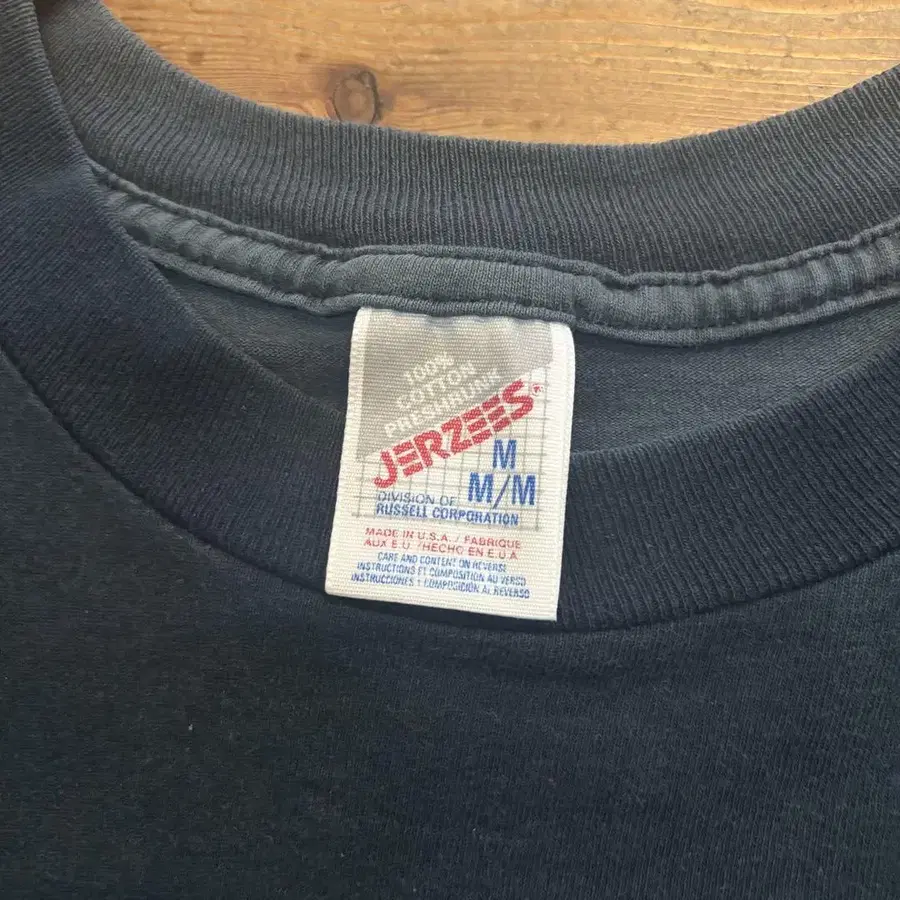 100%
COTTON
PRESHRUNK
JERZEES®
M
M/M
DIVISION OF
RUSSELL CORPORATION
MADE IN U.S.A. / FABRIQUE
AUX E.U. / HECHO EN E.U.A.
CARE AND CONTENT ON REVERSE
INSTRUCTIONS ET COMPOSITION AU VERSO
INSTRUCCIONES Y COMPOSICIÓN AL REVERSO